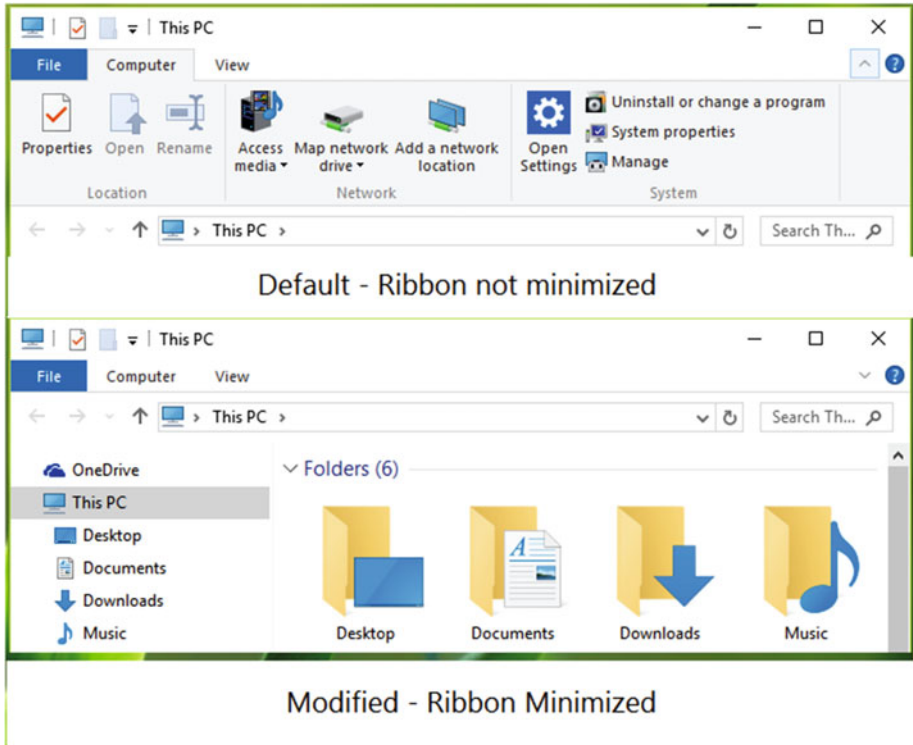 This PC
File Computer View
Properties Open Rename Access media Map network drive Add a network location Open Settings Uninstall or change a program
System properties
Manage
Location Network System
This PC Search Th...
Default - Ribbon not minimized
This PC
File Computer View
This PC Search Th...
OneDrive Folders (6)
This PC
Desktop
Documents
Downloads
Music
Desktop Documents Downloads Music
Modified - Ribbon Minimized